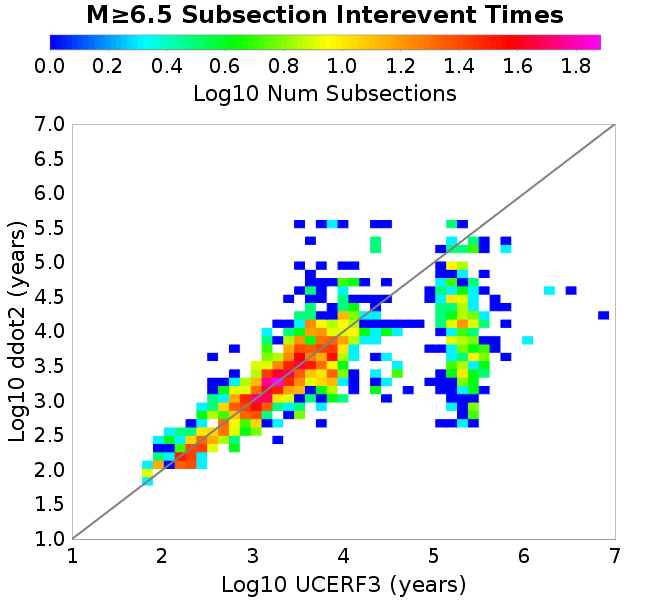 M≥6.5 Subsection Interevent Times
0.0 0.2 0.4 0.6 0.8 1.0 1.2 1.4 1.6 1.8
Log10 Num Subsections
Log10 ddot2 (years)
7.0
6.5
6.0
5.5
5.0
4.5
4.0
3.5
3.0
2.5
2.0
1.5
1.0
1 2 3 4 5 6 7
Log10 UCERF3 (years)